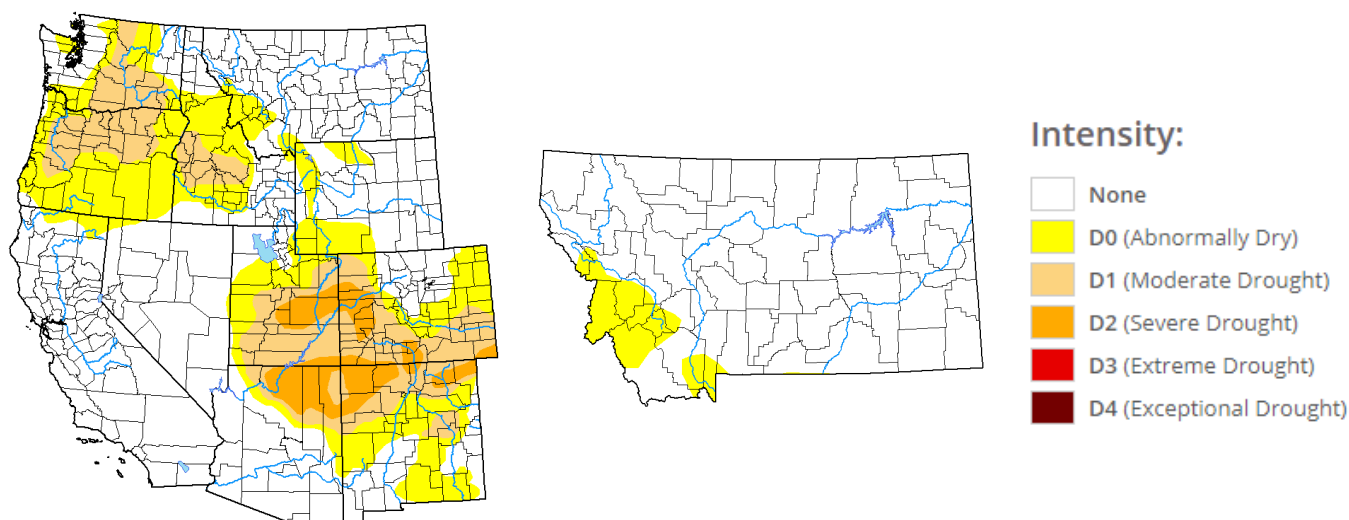 Intensity:
None
D0 (Abnormally Dry)
D1 (Moderate Drought)
D2 (Severe Drought)
D3 (Extreme Drought)
D4 (Exceptional Drought)